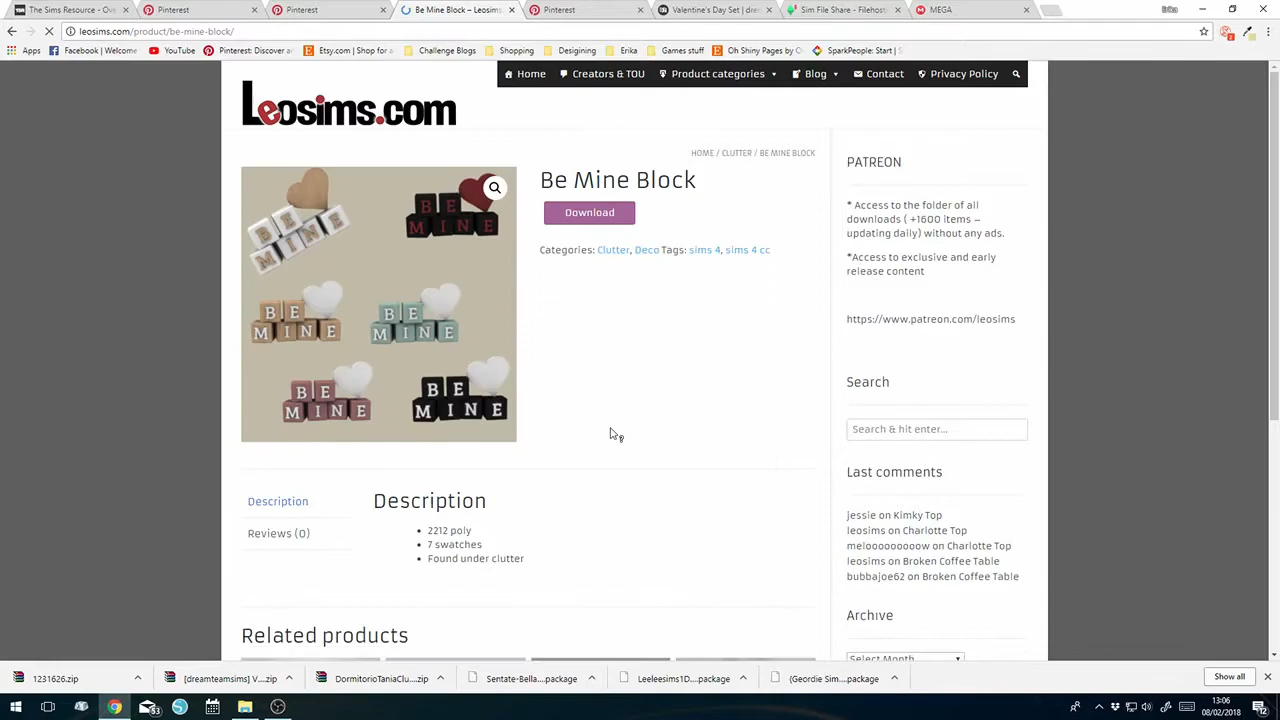 The Sims Resource - Ov
Pinterest
Pinterest
Be Mine Block – Leosims
Pinterest
Valentine's Day Set | dre
Sim File Share - Filehost
MEGA
Erika
leosims.com/product/be-mine-block/
Apps
Facebook | Welcome
YouTube
Pinterest: Discover a
Etsy.com | Shop for a
Challenge Blogs
Shopping
Desigining
Erika
Games stuff
Oh Shiny Pages by C
SparkPeople: Start | S
Home
Creators & TOU
Product categories
Blog
Contact
Privacy Policy
Leosims.com
HOME / CLUTTER / BE MINE BLOCK
Be Mine Block
Download
Categories: Clutter, Deco Tags: sims 4, sims 4 cc
BE
MINE
BE
MINE
BE
MINE
BE
MINE
BE
MINE
BE
MINE
PATREON
* Access to the folder of all
downloads ( +1600 items –
updating daily) without any ads.
*Access to exclusive and early
release content
https://www.patreon.com/leosims
Search
Search & hit enter...
Last comments
jessie on Kimky Top
leosims on Charlotte Top
melooooooooow on Charlotte Top
leosims on Broken Coffee Table
bubbajoe62 on Broken Coffee Table
Archive
Select Month
Description
Reviews (0)
Description
• 2212 poly
• 7 swatches
• Found under clutter
Related products
1231626.zip
[dreamteamsims] V....zip
DormitorioTaniaClu....zip
Sentate-Bella....package
Leeleesims1D....package
(Geordie Sim....package
Show all
13:06
08/02/2018